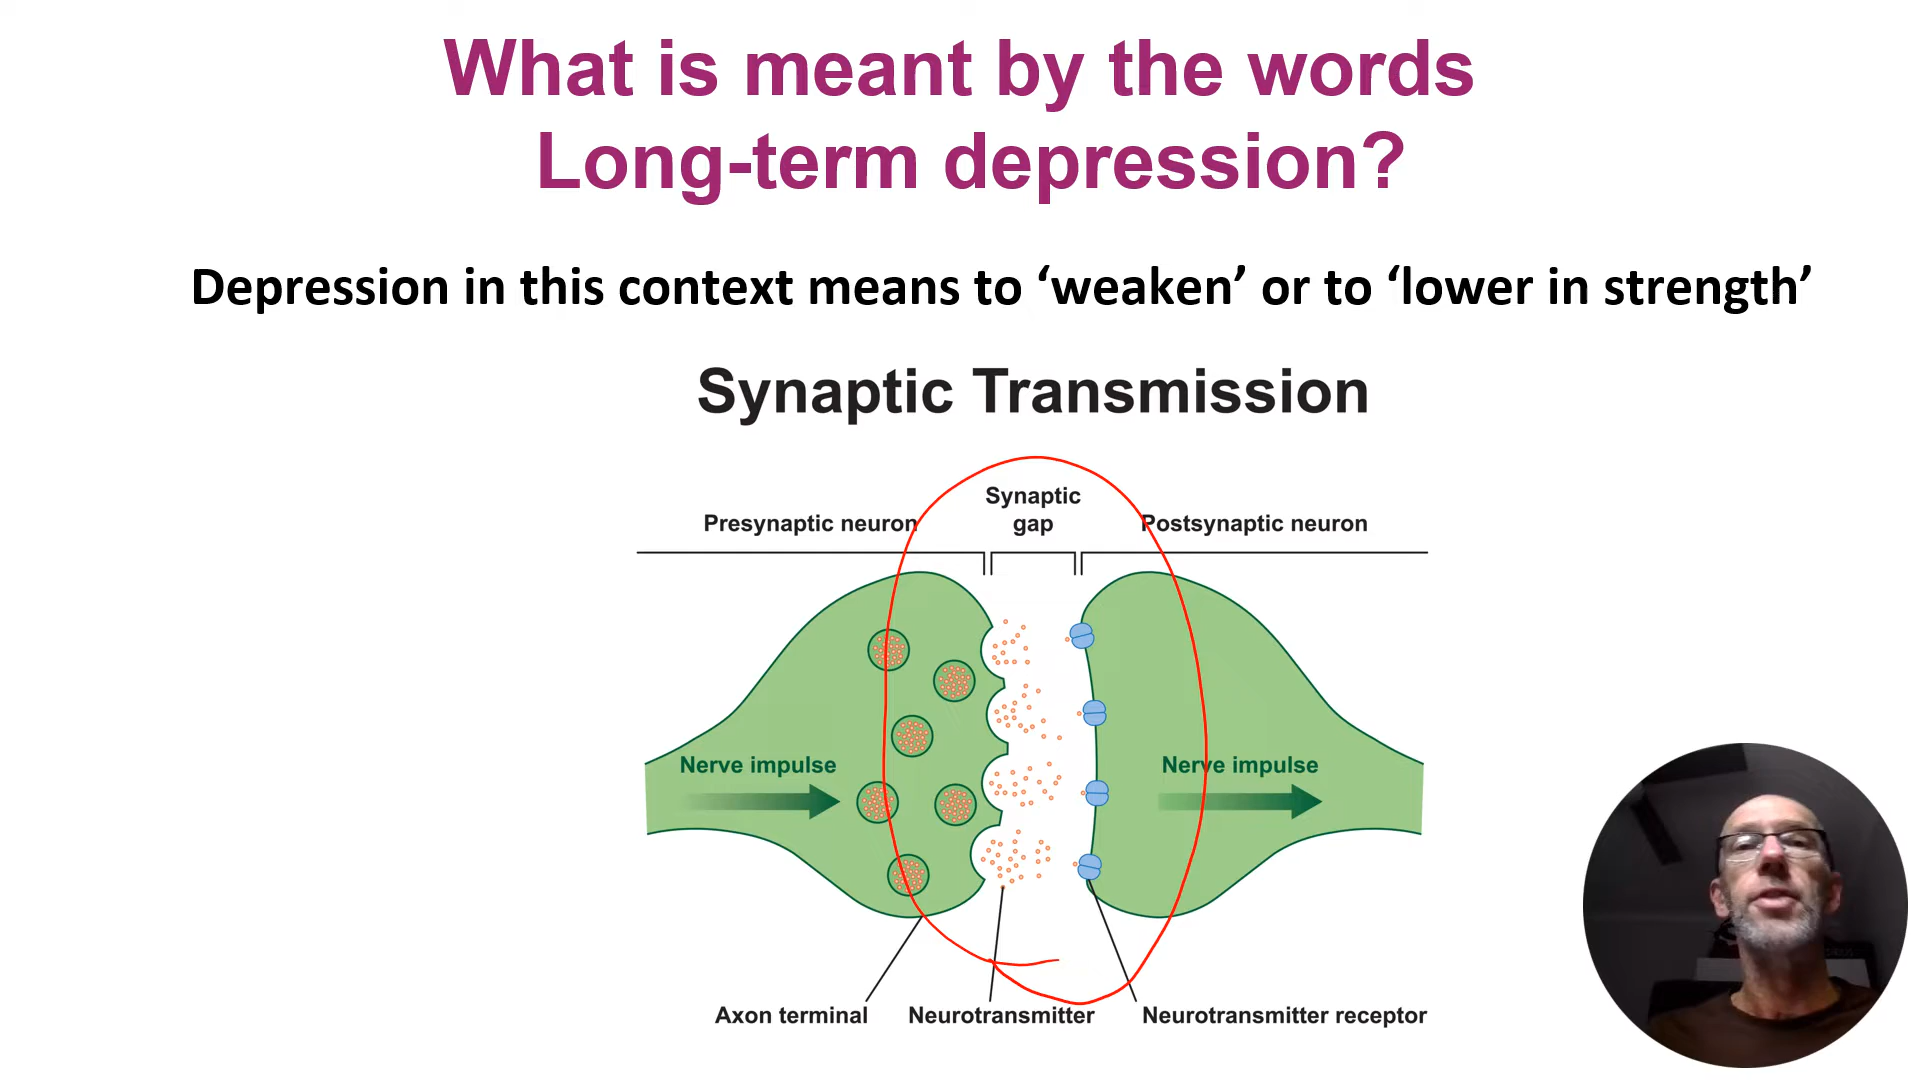 What is meant by the words
Long-term depression?
Depression in this context means to ‘weaken’ or to ‘lower in strength’
Synaptic Transmission
Presynaptic neuron
Synaptic
gap
Postsynaptic neuron
Nerve impulse
Nerve impulse
Axon terminal
Neurotransmitter
Neurotransmitter receptor